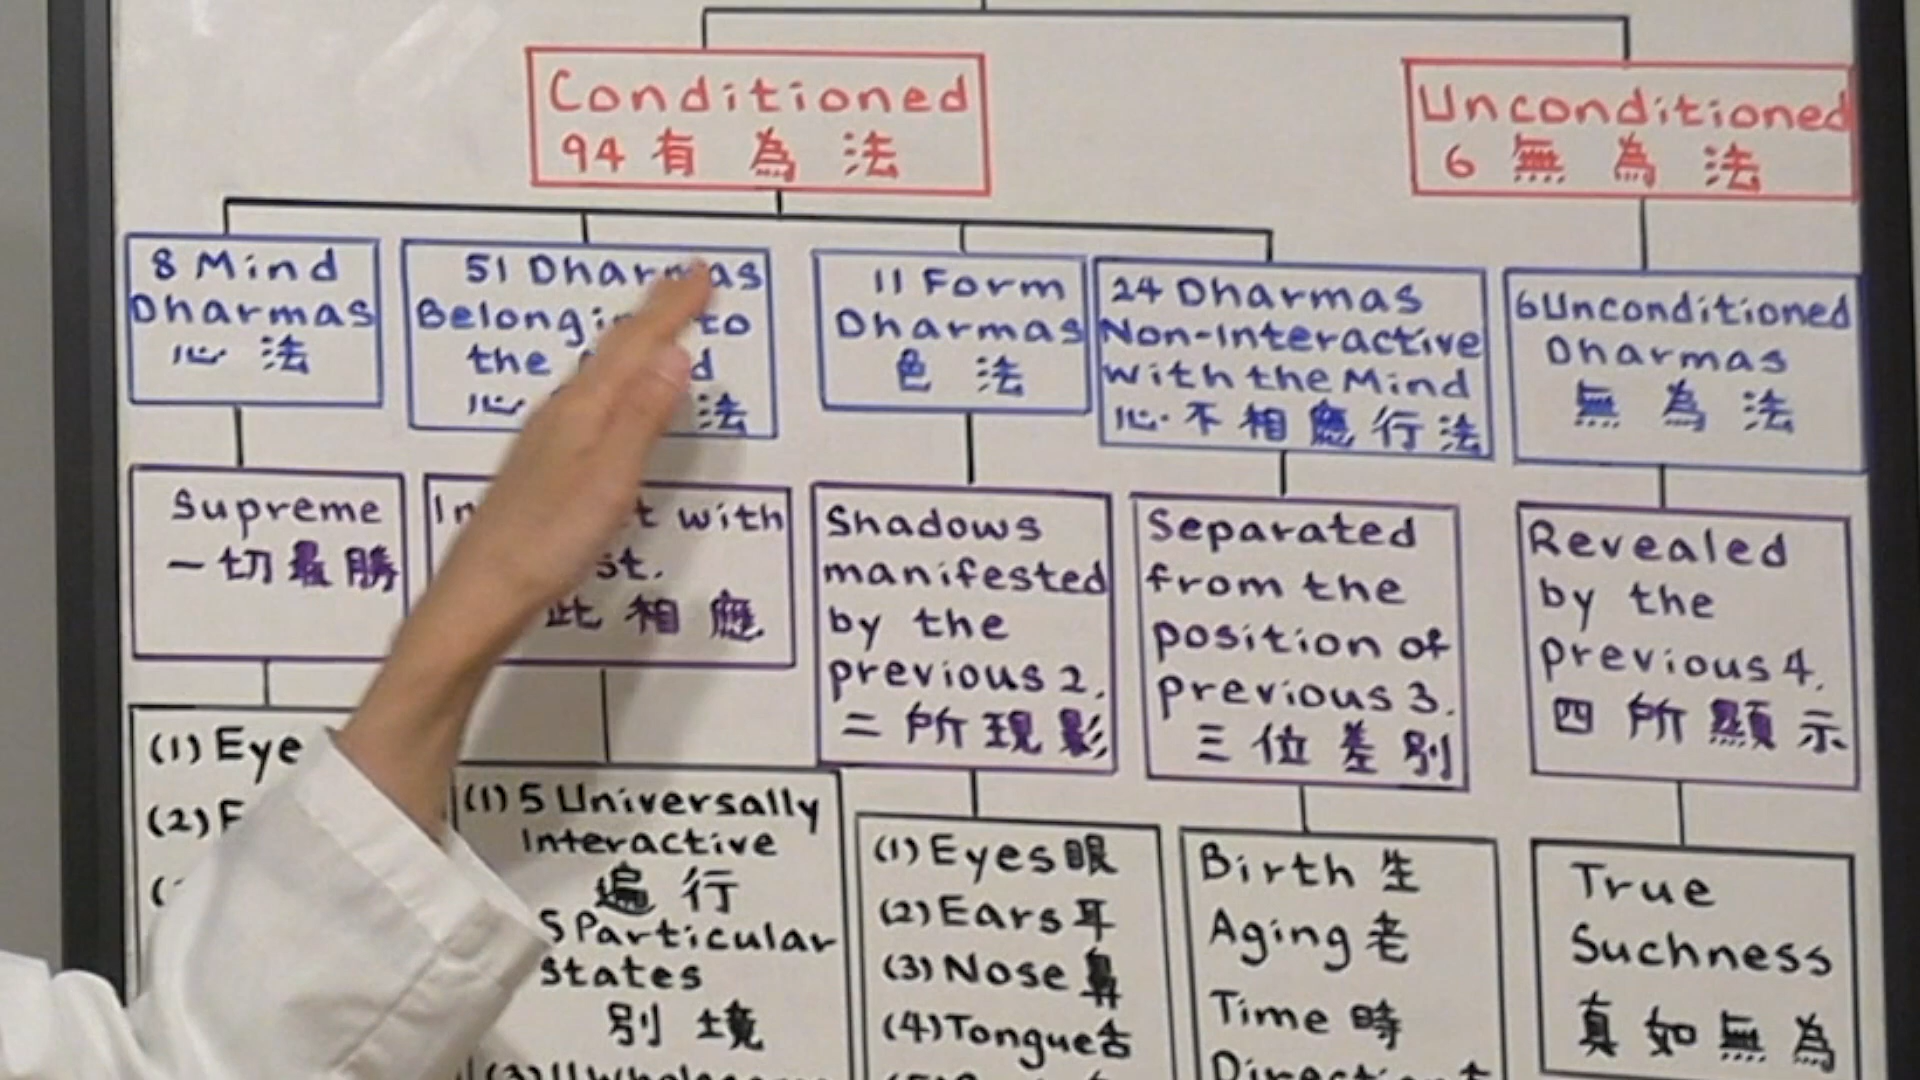 Conditioned
94 有 為 法
Unconditioned
6 無 為 法
8 Mind
Dharmas
心 法
51 Dharmas
to
the
心 法
11 Form
Dharmas
色 法
24 Dharmas
Non-Interactive
with the Mind
心 不 相 應 行 法
6 Unconditioned
Dharmas
無 為 法
Supreme
一 切 最 勝
with
此 相 應
Shadows
manifested
by the
previous 2.
二 所 現 影
Separated
from the
position of
previous 3.
三 位 差 別
Revealed
by the
previous 4.
四 所 顯 示
(1) Eye
(2)
(1) 5 Universally
Interactive
遍 行
5 Particular
States
別 境
(1) Eyes 眼
(2) Ears 耳
(3) Nose 鼻
(4) Tongue 舌
Birth 生
Aging 老
Time 時
True
Suchness
真 如 無 為